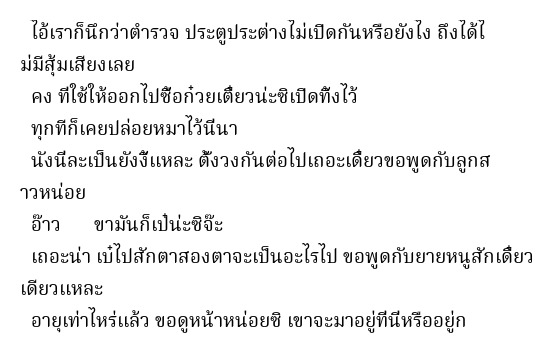 ไอ้เราก็นึกว่าตำรวจ ประตูประต่างไม่เปิดกันหรือยังไง ถึงได้ไ
ม่มีสุ้มเสียงเลย
คง ที่ใช้ให้ออกไปซื้อก๋วยเตี๋ยวน่ะซิเปิดทิ้งไว้
ทุกทีก็เคยปล่อยหมาไว้นี่นา
นังนี่ละเป็นยังงี้แหละ ตั้งวงกันต่อไปเถอะเดี๋ยวขอพูดกับลูกส
าวหน่อย
อ๊าว ขามันก็เป๋น่ะซิจ๊ะ
เถอะน่า เป๋ไปสักตาสองตาจะเป็นอะไรไป ขอพูดกับยายหนูสักเดี๋ยว
เดียวแหละ
อายุเท่าไหร่แล้ว ขอดูหน้าหน่อยซิ เขาจะมาอยู่ที่นี่หรืออยู่ก